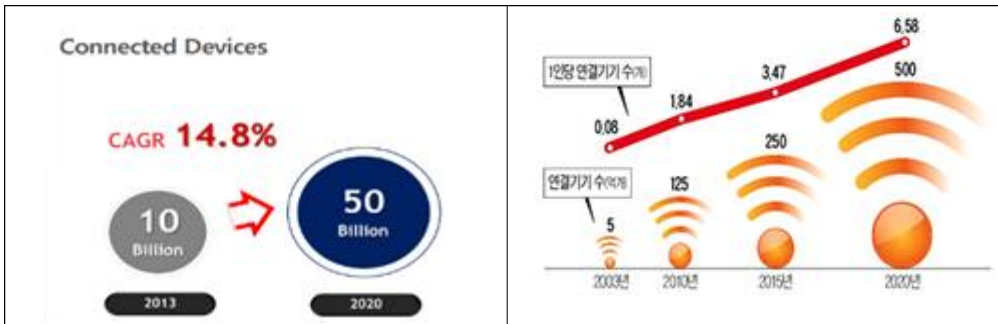 Connected Devices
CAGR 14.8%
10
Billion
50
Billion
2013
2020
6.58
1인당 연결기기 수(개)
3.47
500
1.84
0.08
250
연결기기 수(억개)
125
5
2003년
2010년
2015년
2020년